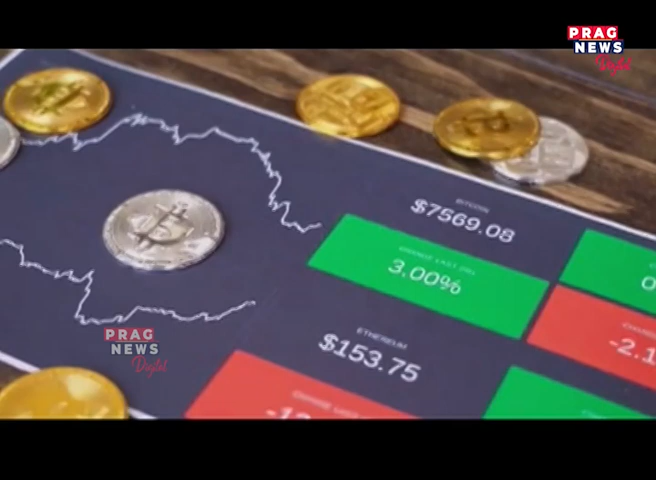 PRAG
NEWS
Digital
BITCOIN
$7569.08
3.00%
ETHEREUM
$153.75
-2.1
PRAG
NEWS
Digital